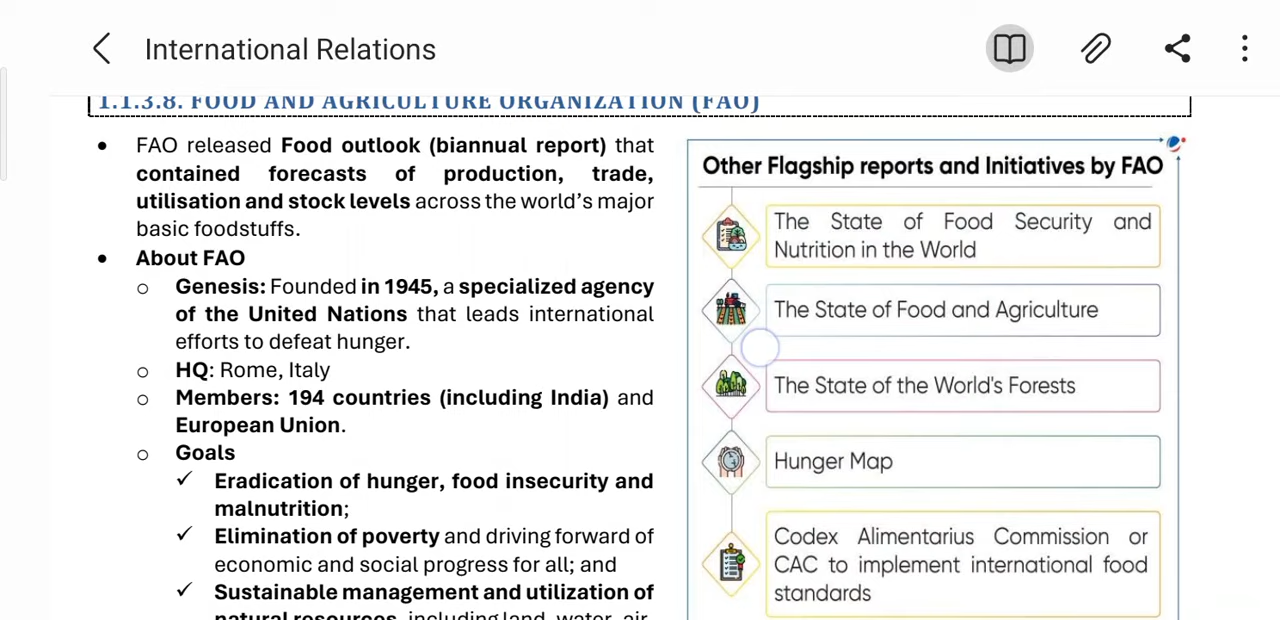 International Relations
1.1.3.8. FOOD AND AGRICULTURE ORGANIZATION (FAO)
• FAO released Food outlook (biannual report) that
contained forecasts of production, trade,
utilisation and stock levels across the world's major
basic foodstuffs.
• About FAO
o Genesis: Founded in 1945, a specialized agency
of the United Nations that leads international
efforts to defeat hunger.
o HQ: Rome, Italy
o Members: 194 countries (including India) and
European Union.
o Goals
✓ Eradication of hunger, food insecurity and
malnutrition;
✓ Elimination of poverty and driving forward of
economic and social progress for all; and
✓ Sustainable management and utilization of
natural resources, including land, water, air,
Other Flagship reports and Initiatives by FAO
The State of Food Security and
Nutrition in the World
The State of Food and Agriculture
The State of the World's Forests
Hunger Map
Codex Alimentarius Commission or
CAC to implement international food
standards